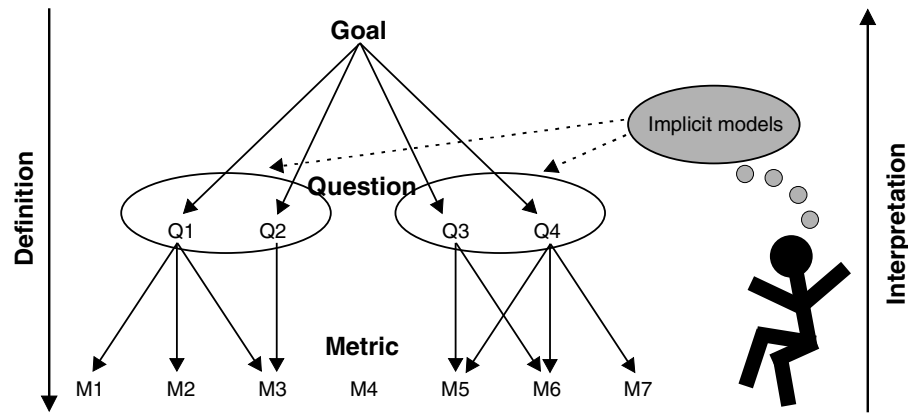 Goal
Implicit models
Definition
Question
Interpretation
Q1 Q2 Q3 Q4
Metric
M1 M2 M3 M4 M5 M6 M7